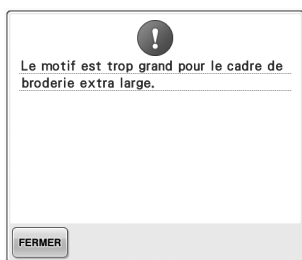 Le motif est trop grand pour le cadre de
broderie extra large.
FERMER